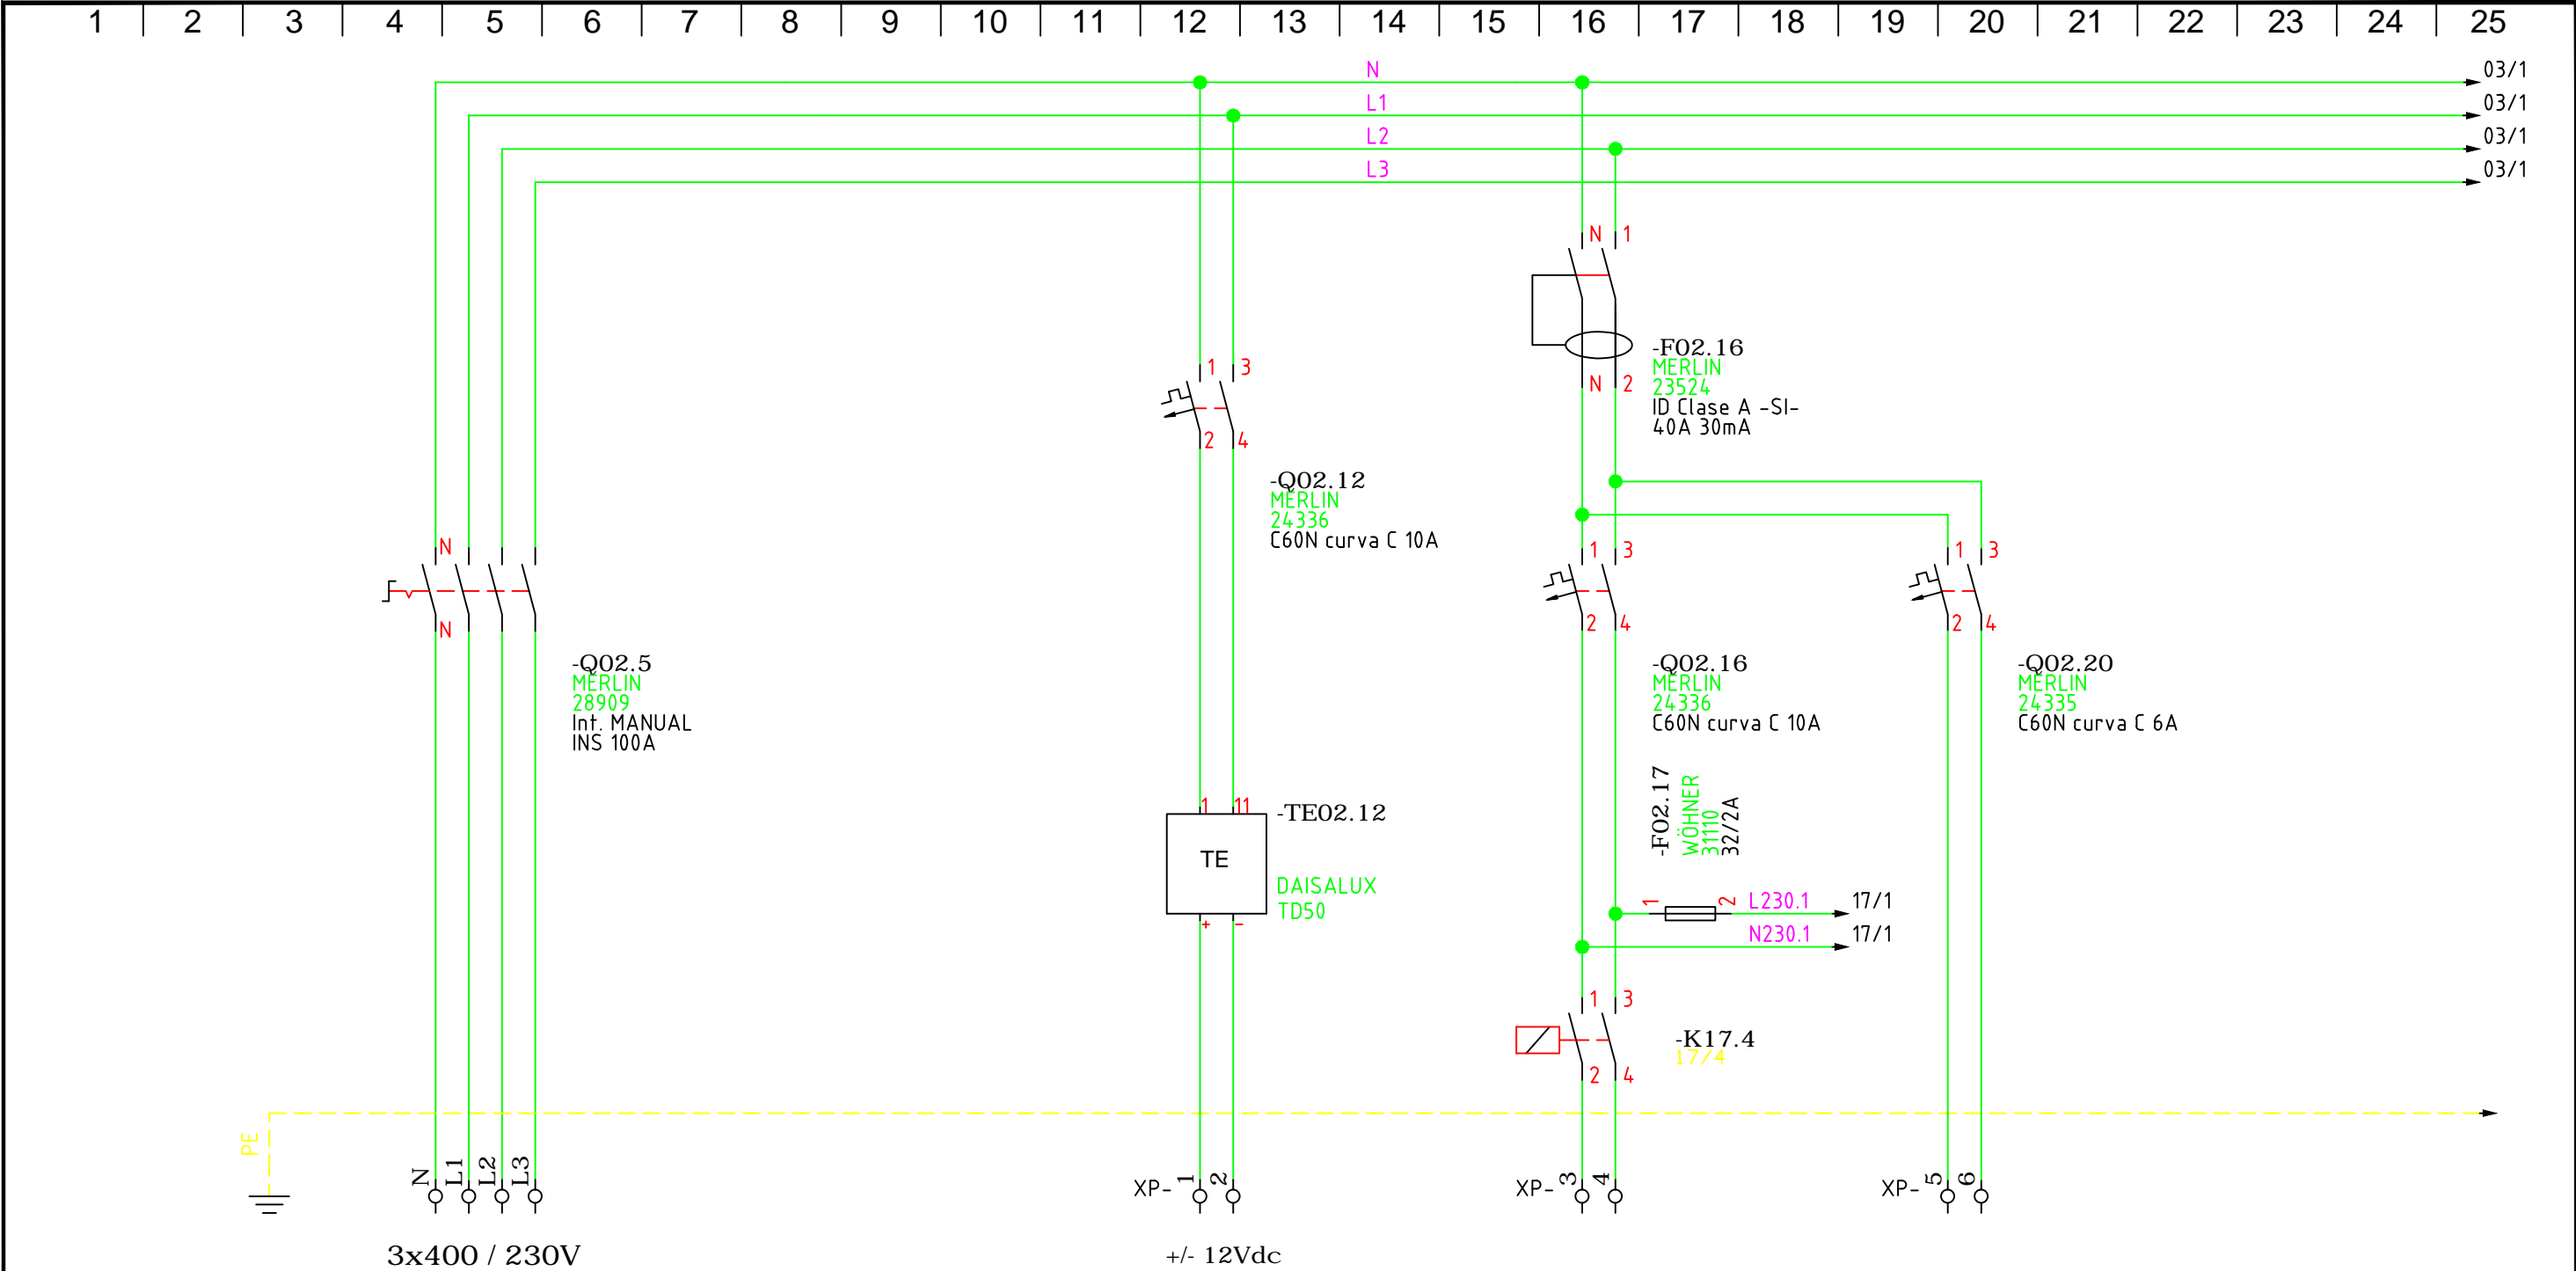 1 2 3 4 5 6 7 8 9 10 11 12 13 14 15 16 17 18 19 20 21 22 23 24 25
N 03/1
L1 03/1
L2 03/1
L3 03/1
N 1
-F02.16
MERLIN
23524
ID Clase A -SI-
40A 30mA
N 2
1 3
2 4
-Q02.12
MERLIN
24336
C60N curva C 10A
N
N
-Q02.5
MERLIN
28909
Int. MANUAL
INS 100A
1 3
2 4
-Q02.16
MERLIN
24336
C60N curva C 10A
1 3
2 4
-Q02.20
MERLIN
24335
C60N curva C 6A
-F02.17
WÖHNER
31110
32/2A
1 11
-TE02.12
TE
DAISALUX
TD50
+ -
1 2 L230.1 17/1
N230.1 17/1
1 3
-K17.4
17/4
2 4
PE
N L1 L2 L3
XP- 1 2
XP- 3 4
XP- 5 6
3x400 / 230V
+/- 12Vdc